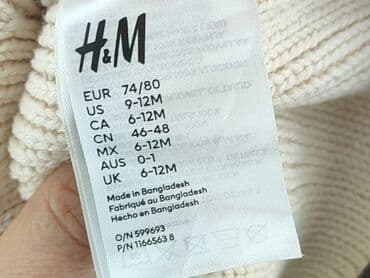 H&M
EUR 74/80
US 9-12M
CA 6-12M
CN 46-48
MX 6-12M
AUS 0-1
UK 6-12M
Made in Bangladesh
Fabriqué au Bangladesh
Hecho en Bangladesh
O/N 599693
P/N 1166563 8